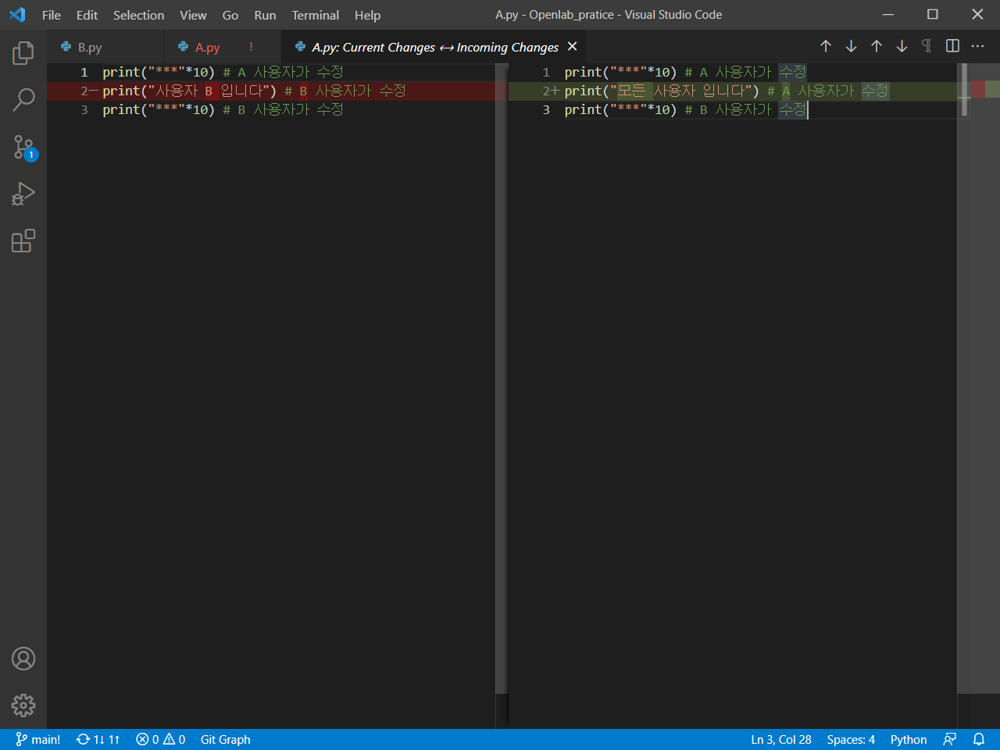 File Edit Selection View Go Run Terminal Help A.py - Openlab_pratice - Visual Studio Code
B.py A.py ! A.py: Current Changes ↔ Incoming Changes
1 print("***"*10) # A 사용자가 수정
2- print("사용자 B 입니다") # B 사용자가 수정
3 print("***"*10) # B 사용자가 수정
1 print("***"*10) # A 사용자가 수정
2+ print("모든 사용자 입니다") # A 사용자가 수정
3 print("***"*10) # B 사용자가 수정
1
main! 1↓ 1↑ 0 0 Git Graph Ln 3, Col 28 Spaces: 4 Python